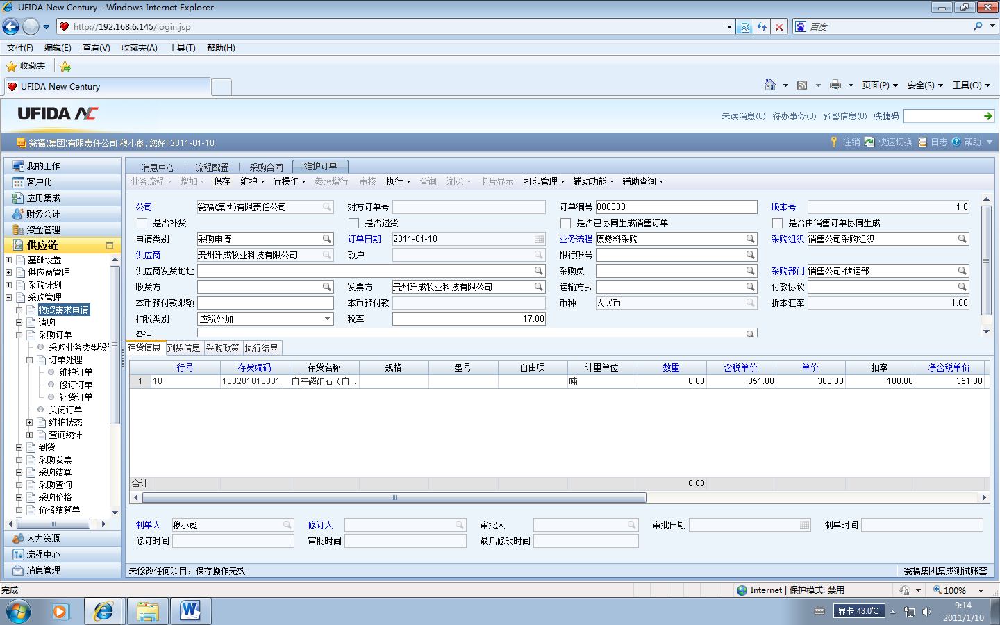 UFIDA New Century - Windows Internet Explorer
http://192.168.6.145/login.jsp
百度
文件(F) 编辑(E) 查看(V) 收藏夹(A) 工具(T) 帮助(H)
收藏夹
UFIDA New Century
页面(P) 安全(S) 工具(O)
UFIDA NC
未读消息(0) 待办事务(0) 预警信息(0) 快捷码
瓮福(集团)有限责任公司 穆小彪, 您好! 2011-01-10
注销 快速切换 日志 帮助
我的工作
客户化
应用集成
财务会计
资金管理
供应链
基础设置
供应商管理
采购计划
采购管理
物资需求申请
请购
采购订单
采购业务类型设
订单处理
维护订单
修订订单
补货订单
关闭订单
维护状态
查询统计
到货
采购发票
采购结算
采购查询
采购价格
价格结算单
人力资源
流程中心
消息管理
消息中心 流程配置 采购合同 维护订单
业务流程 增加 保存 维护 行操作 参照增行 审核 执行 查询 浏览 卡片显示 打印管理 辅助功能 辅助查询
公司 瓮福(集团)有限责任公司 对方订单号 订单编号 000000 版本号 1.0
是否补货 是否退货 是否已协同生成销售订单 是否由销售订单协同生成
申请类别 采购申请 订单日期 2011-01-10 业务流程 原燃料采购 采购组织 销售公司采购组织
供应商 贵州阡成牧业科技有限公司 散户 银行账号
供应商发货地址 采购员 采购部门 销售公司-储运部
收货方 发票方 贵州阡成牧业科技有限公司 运输方式 付款协议
本币预付款限额 本币预付款 币种 人民币 折本汇率 1.00
扣税类别 应税外加 税率 17.00
备注
存货信息 到货信息 采购政策 执行结果
行号 存货编码 存货名称 规格 型号 自由项 计量单位 数量 含税单价 单价 扣率 净含税单价
1 10 100201010001 自产磷矿石（自... 吨 0.00 351.00 300.00 100.00 351.00
合计 0.00
制单人 穆小彪 修订人 审批人 审批日期 制单时间
修订时间 审批时间 最后修改时间
未修改任何项目，保存操作无效
瓮福集团集成测试账套
完成
Internet | 保护模式: 禁用
100%
显卡:43.0℃
9:14
2011/1/10